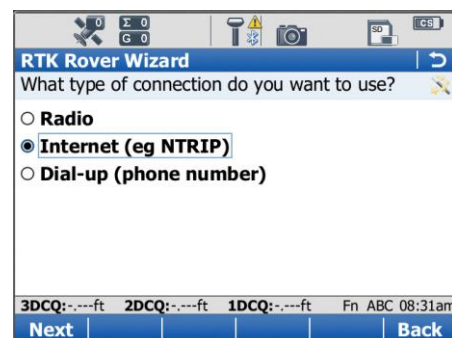 Σ 0
G 0
SD
CS
RTK Rover Wizard
What type of connection do you want to use?
Radio
Internet (eg NTRIP)
Dial-up (phone number)
3DCQ:-.---ft 2DCQ:-.---ft 1DCQ:-.---ft Fn ABC 08:31am
Next Back